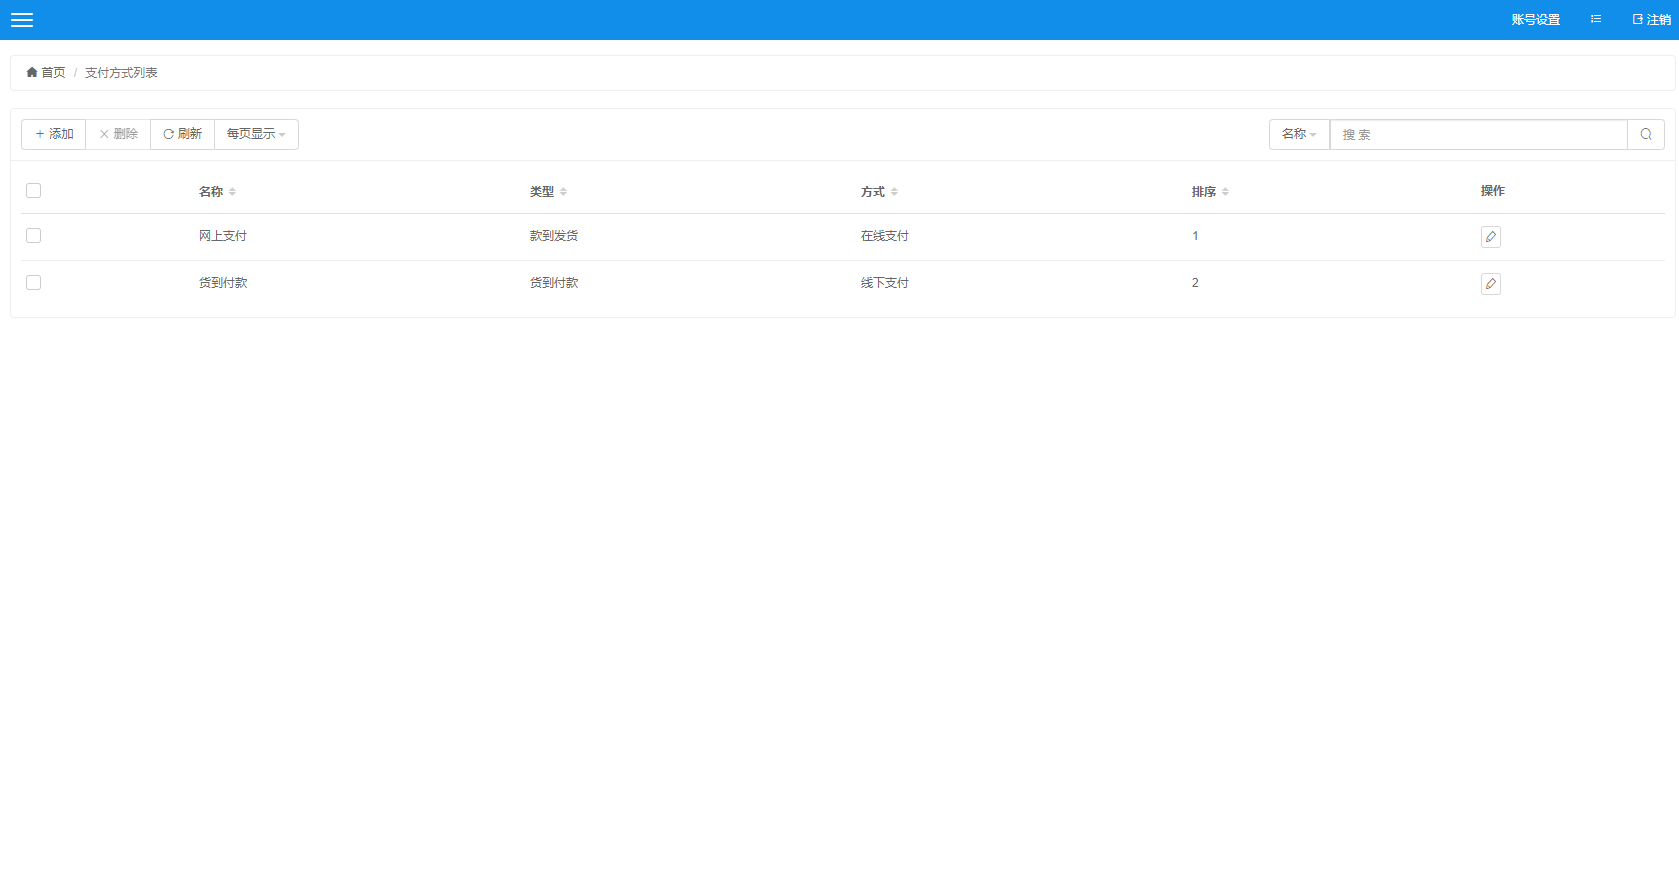 账号设置 注销
首页 / 支付方式列表
添加 删除 刷新 每页显示 名称 搜 索
名称 类型 方式 排序 操作
网上支付 款到发货 在线支付 1
货到付款 货到付款 线下支付 2